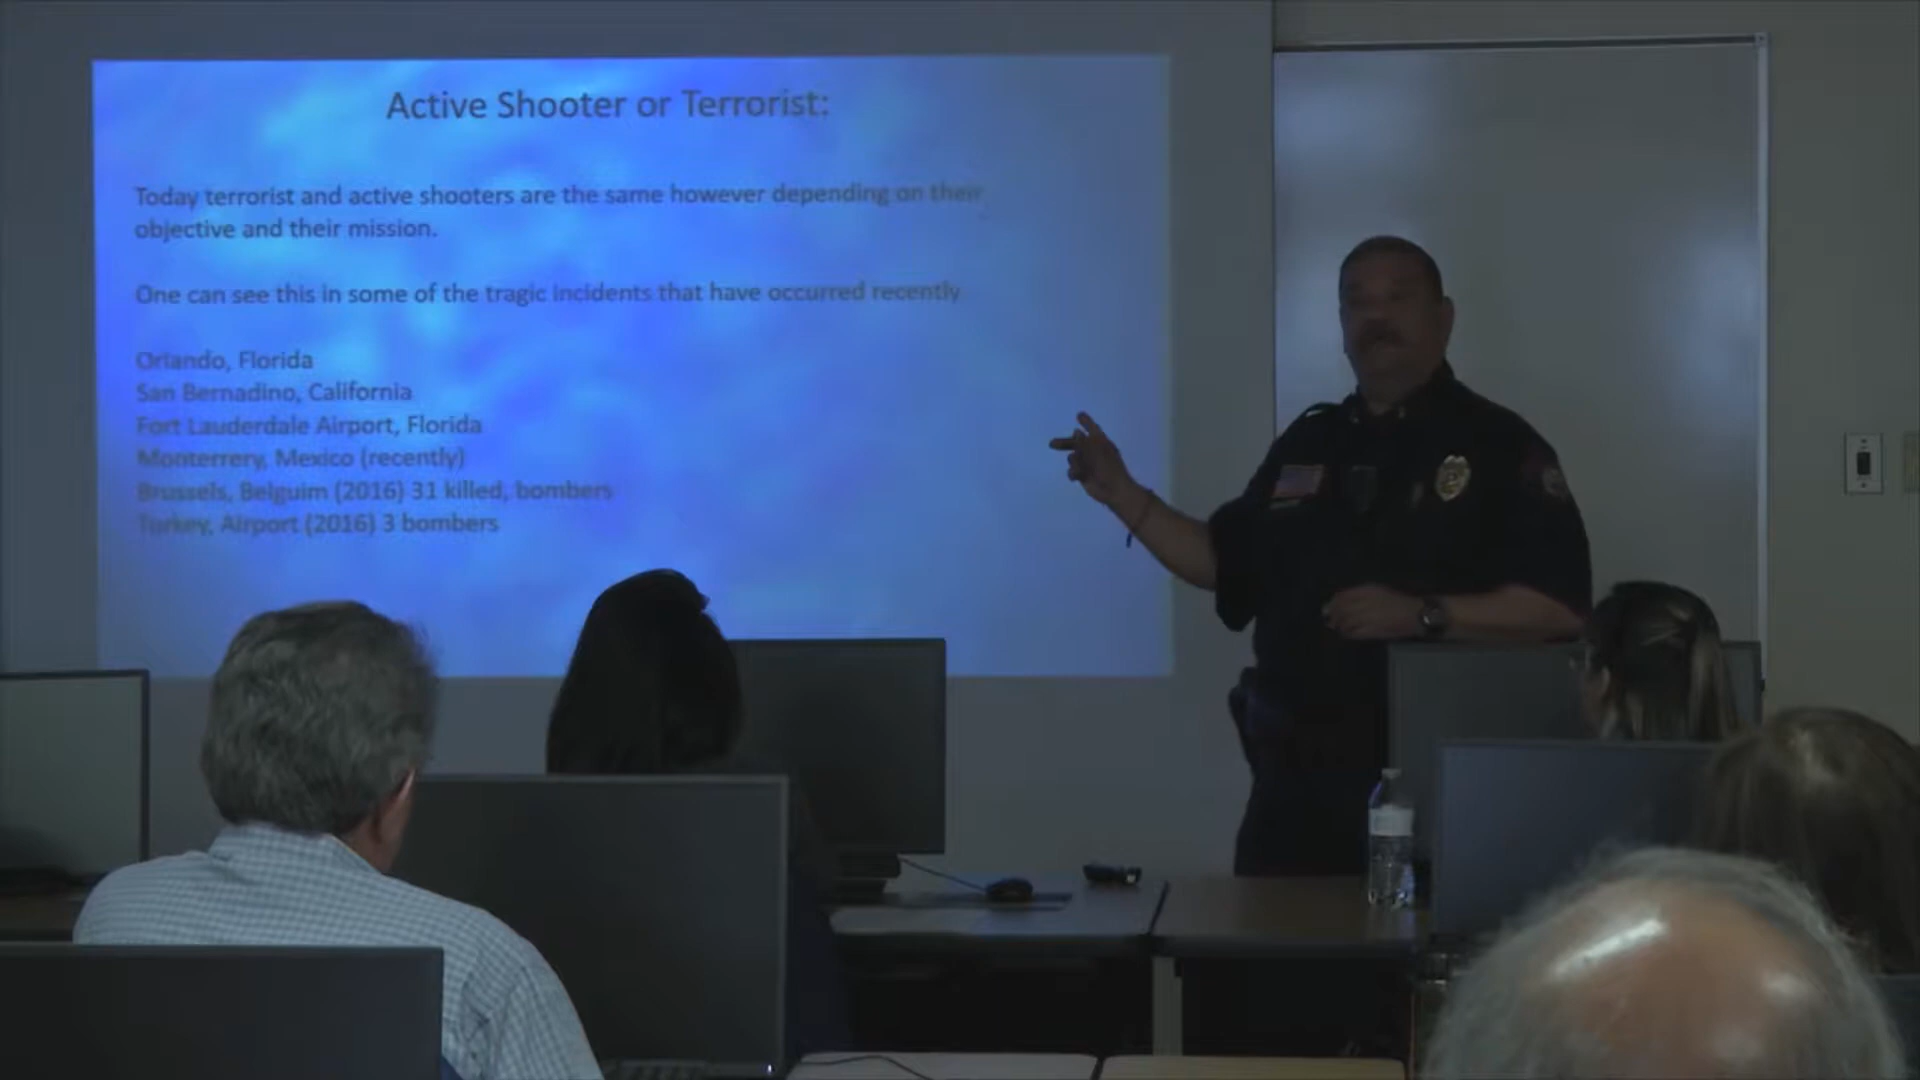 Active Shooter or Terrorist:
Today terrorist and active shooters are the same however depending on their
objective and their mission.
One can see this in some of the tragic incidents that have occurred recently
Orlando, Florida
San Bernadino, California
Fort Lauderdale Airport, Florida
Monterrery, Mexico (recently)
Brussels, Belguim (2016) 31 killed, bombers
Turkey, Airport (2016) 3 bombers